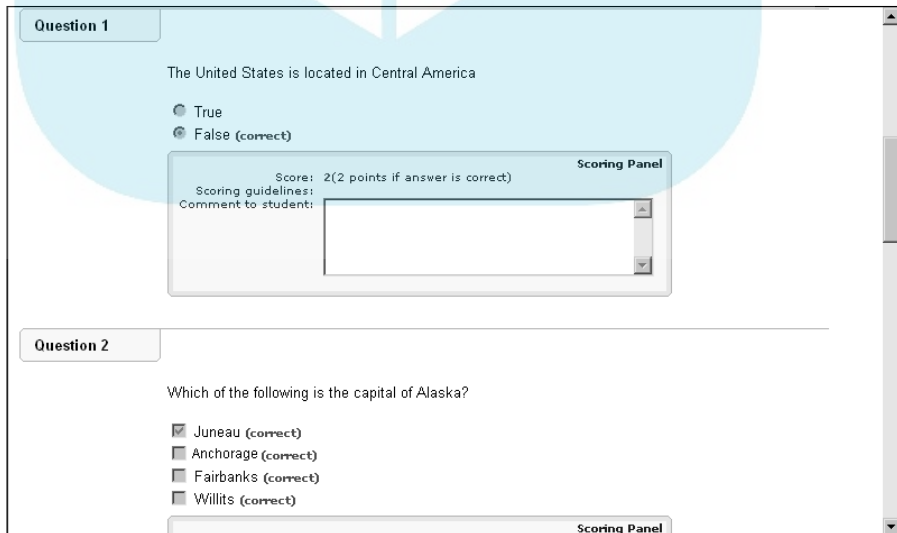 Question 1
The United States is located in Central America
True
False (correct)
Scoring Panel
Score: 2(2 points if answer is correct)
Scoring guidelines:
Comment to student:
Question 2
Which of the following is the capital of Alaska?
Juneau (correct)
Anchorage (correct)
Fairbanks (correct)
Willits (correct)
Scoring Panel